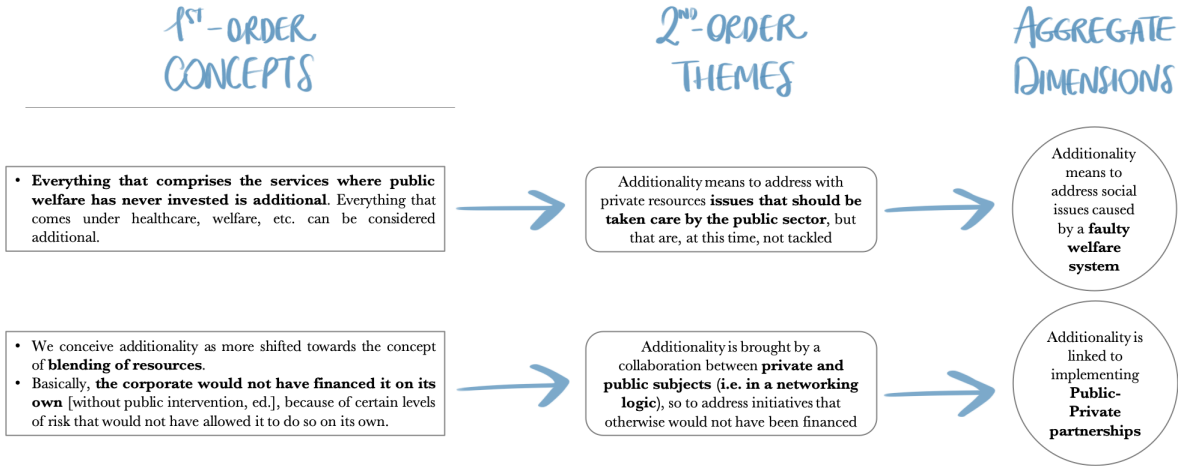 1ST-ORDER
CONCEPTS
2ND-ORDER
THEMES
AGGREGATE
DIMENSIONS
• Everything that comprises the services where public
welfare has never invested is additional. Everything that
comes under healthcare, welfare, etc. can be considered
additional.
Additionality means to address with
private resources issues that should be
taken care by the public sector, but
that are, at this time, not tackled
Additionality
means to
address social
issues caused
by a faulty
welfare
system
• We conceive additionality as more shifted towards the concept
of blending of resources.
• Basically, the corporate would not have financed it on its
own [without public intervention, ed.], because of certain levels
of risk that would not have allowed it to do so on its own.
Additionality is brought by a
collaboration between private and
public subjects (i.e. in a networking
logic), so to address initiatives that
otherwise would not have been financed
Additionality is
linked to
implementing
Public-
Private
partnerships